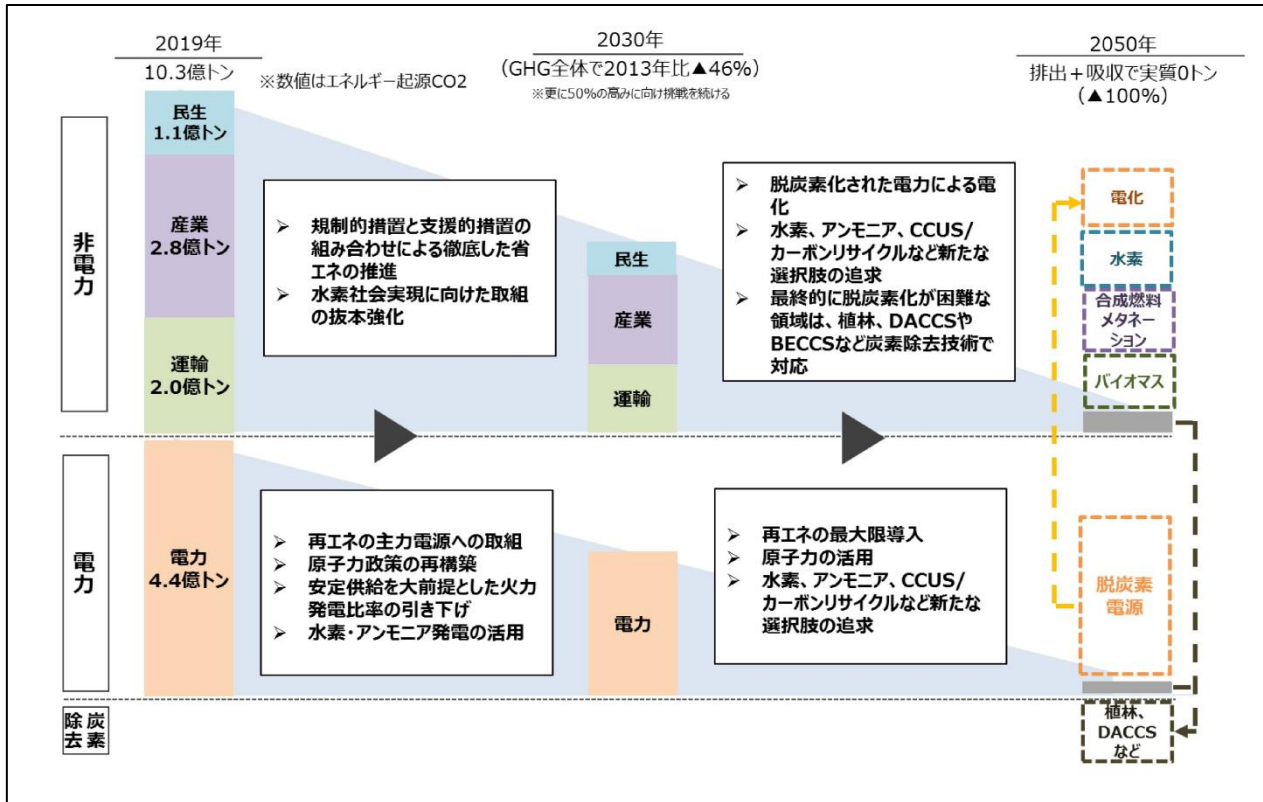 2019年
10.3億トン
※数値はエネルギー起源CO2
2030年
(GHG全体で2013年比▲46%)
※更に50%の高みに向け挑戦を続ける
2050年
排出+吸収で実質0トン
(▲100%)
非電力
民生
1.1億トン
産業
2.8億トン
運輸
2.0億トン
➢ 規制的措置と支援的措置の
組み合わせによる徹底した省
エネの推進
➢ 水素社会実現に向けた取組
の抜本強化
民生
産業
運輸
➢ 脱炭素化された電力による電
化
➢ 水素、アンモニア、CCUS/
カーボンリサイクルなど新たな
選択肢の追求
➢ 最終的に脱炭素化が困難な
領域は、植林、DACCSや
BECCSなど炭素除去技術で
対応
電化
水素
合成燃料
メタネー
ション
バイオマス
電力
電力
4.4億トン
➢ 再エネの主力電源への取組
➢ 原子力政策の再構築
➢ 安定供給を大前提とした火力
発電比率の引き下げ
➢ 水素・アンモニア発電の活用
電力
➢ 再エネの最大限導入
➢ 原子力の活用
➢ 水素、アンモニア、CCUS/
カーボンリサイクルなど新たな
選択肢の追求
脱炭素
電源
炭素
除去
植林、
DACCS
など